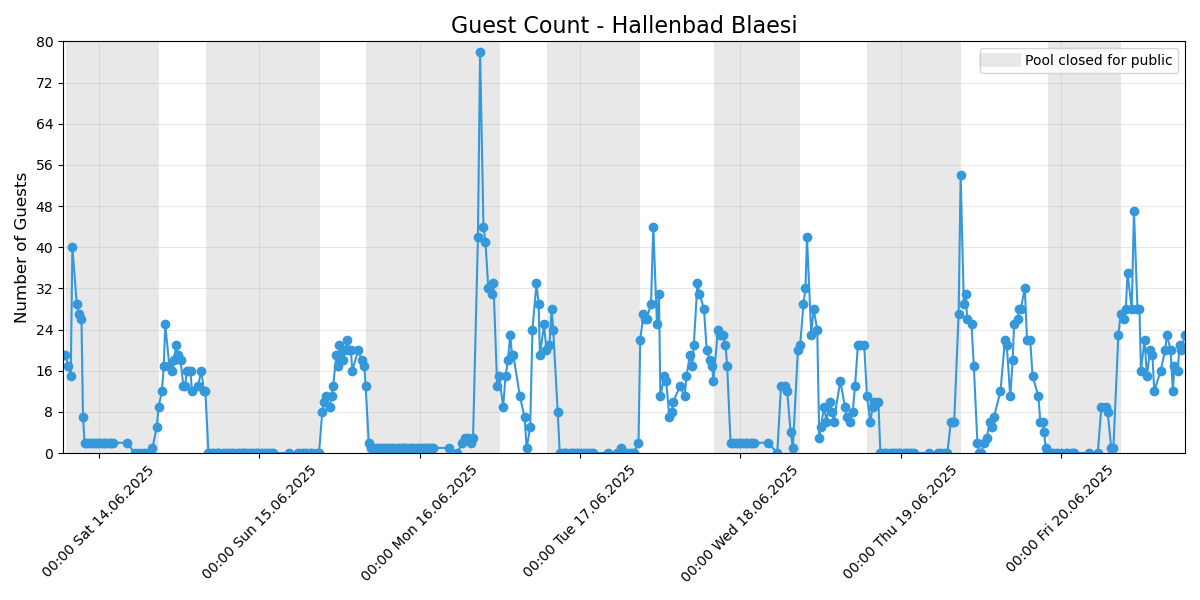 Guest Count - Hallenbad Blaesi
Pool closed for public
Number of Guests
80
72
64
56
48
40
32
24
16
8
0
00:00 Sat 14.06.2025
00:00 Sun 15.06.2025
00:00 Mon 16.06.2025
00:00 Tue 17.06.2025
00:00 Wed 18.06.2025
00:00 Thu 19.06.2025
00:00 Fri 20.06.2025